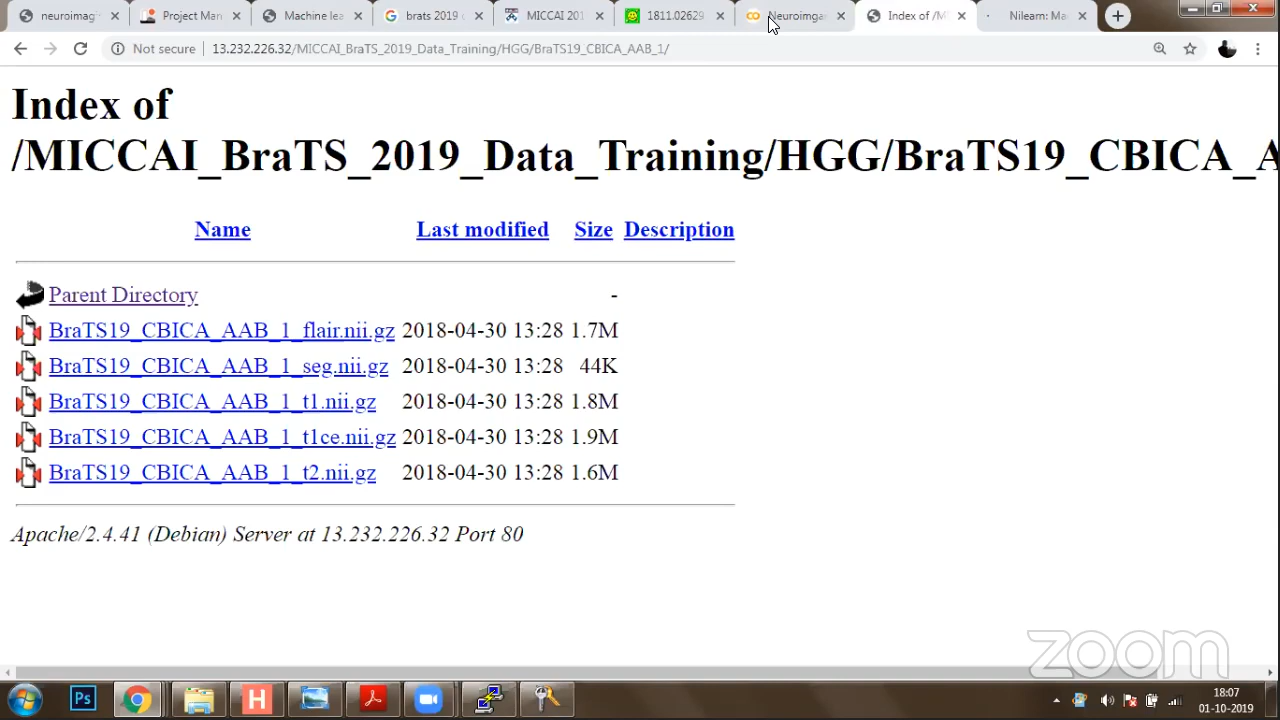 neuroimag
Project Man
Machine lea
brats 2019
MICCAI 201
1811.02629
Neuroimga
Index of /M
Nilearn: Ma
Not secure
13.232.226.32/MICCAI_BraTS_2019_Data_Training/HGG/BraTS19_CBICA_AAB_1/
Index of
/MICCAI_BraTS_2019_Data_Training/HGG/BraTS19_CBICA_A
Name Last modified Size Description
Parent Directory -
BraTS19_CBICA_AAB_1_flair.nii.gz 2018-04-30 13:28 1.7M
BraTS19_CBICA_AAB_1_seg.nii.gz 2018-04-30 13:28 44K
BraTS19_CBICA_AAB_1_t1.nii.gz 2018-04-30 13:28 1.8M
BraTS19_CBICA_AAB_1_t1ce.nii.gz 2018-04-30 13:28 1.9M
BraTS19_CBICA_AAB_1_t2.nii.gz 2018-04-30 13:28 1.6M
Apache/2.4.41 (Debian) Server at 13.232.226.32 Port 80
zoom
Ps
H
18:07
01-10-2019